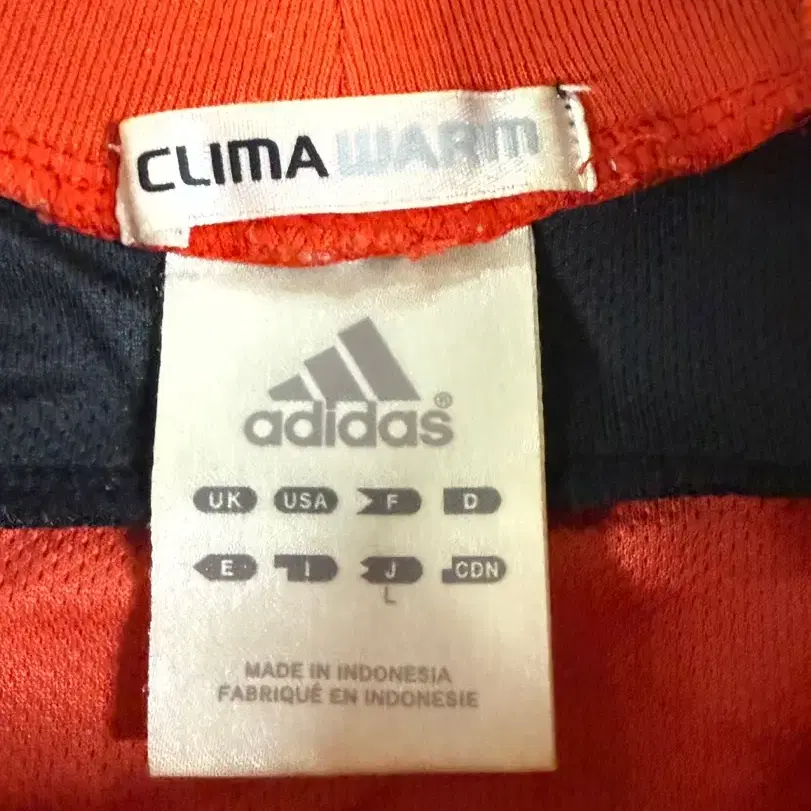 CLIMA WARM
adidas®
UK USA F D
E I J CDN
L
MADE IN INDONESIA
FABRIQUÉ EN INDONESIE